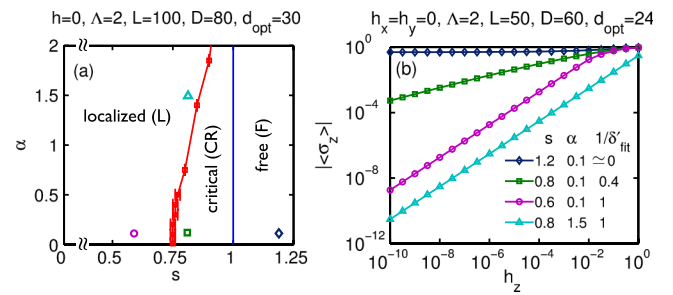 h=0, Λ=2, L=100, D=80, d_opt=30
(a)
localized (L)
critical (CR)
free (F)
α
2
1.5
1
0.5
0
0 0.5 0.75 1 1.25
s
h_x=h_y=0, Λ=2, L=50, D=60, d_opt=24
(b)
|<σ_z>|
10^0
10^−4
10^−8
10^−12
s α 1/δ′_fit
1.2 0.1 ≃0
0.8 0.1 0.4
0.6 0.1 1
0.8 1.5 1
10^−10 10^−8 10^−6 10^−4 10^−2 10^0
h_z